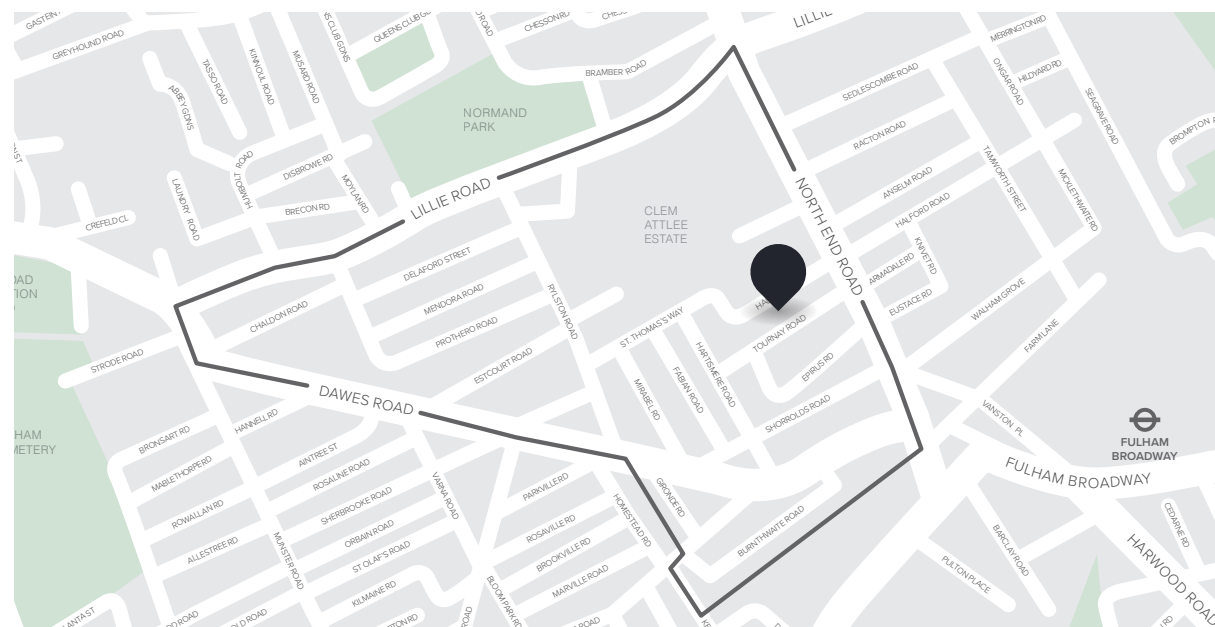 LILLIE
GREYHOUND ROAD
QUEENS CLUB G
CHESSON RD
MERRINGTON RD
TASSO ROAD
KINNOUL ROAD
MUSARD ROAD
S CLUB GDNS
BRAMBER ROAD
SEDLESCOMBE ROAD
ONGAR ROAD
HILDYARD RD
SEAGRAVE ROAD
ABBEY GDNS
NORMAND
PARK
RACTON ROAD
BROMPTON
HUMBOLT ROAD
DISBROWE RD
MOYLAN RD
LAUNDRY ROAD
BRECON RD
CREFELD CL
LILLIE ROAD
CLEM
ATTLEE
ESTATE
NORTH END ROAD
ANSELM ROAD
HALFORD ROAD
TAMWORTH STREET
MICKLETHWAITE RD
KNIVET RD
ARMADALE RD
EUSTACE RD
DELAFORD STREET
MENDORA ROAD
CHALDON ROAD
PROTHERO ROAD
RYLSTON ROAD
ESTCOURT ROAD
ST. THOMAS'S WAY
TOURNAY ROAD
WALHAM GROVE
FARM LANE
STRODE ROAD
HARTISMERE ROAD
FABIAN ROAD
MIRABEL RD
EPIRUS RD
SHORROLDS ROAD
DAWES ROAD
VANSTON PL
FULHAM
BROADWAY
FULHAM BROADWAY
HAM
METERY
BRONSART RD
HANNELL RD
MABLETHORPE RD
AINTREE ST
ROSALINE ROAD
ROWALLAN RD
SHERBROOKE ROAD
VARNA ROAD
PARKVILLE RD
GIRONDE RD
HOMESTEAD RD
ALLESTREE RD
ORBAIN ROAD
MUNSTER ROAD
ST OLAF'S ROAD
ROSAVILLE RD
BROOKVILLE RD
BURNTHWAITE ROAD
KILMAINE RD
MARVILLE ROAD
BLOOM PARK R
BARCLAY ROAD
PULTON PLACE
CEDARNE RD
HARWOOD ROA